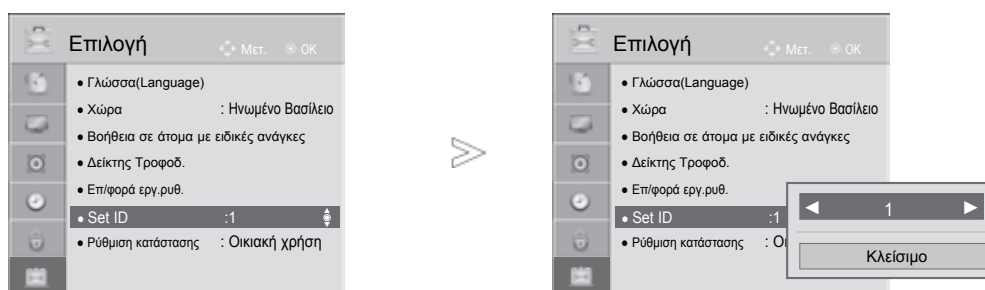 Επιλογή Μετ. OK
• Γλώσσα(Language)
• Χώρα : Ηνωμένο Βασίλειο
• Βοήθεια σε άτομα με ειδικές ανάγκες
• Δείκτης Τροφοδ.
• Επ/φορά εργ.ρυθ.
• Set ID :1
• Ρύθμιση κατάστασης : Οικιακή χρήση
Επιλογή Μετ. OK
• Γλώσσα(Language)
• Χώρα : Ηνωμένο Βασίλειο
• Βοήθεια σε άτομα με ειδικές ανάγκες
• Δείκτης Τροφοδ.
• Επ/φορά εργ.ρυθ.
• Set ID :1
• Ρύθμιση κατάστασης : Οι
◄ 1 ►
Κλείσιμο